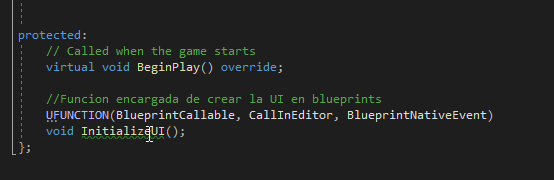 protected:
// Called when the game starts
virtual void BeginPlay() override;
//Funcion encargada de crear la UI en blueprints
UFUNCTION(BlueprintCallable, CallInEditor, BlueprintNativeEvent)
void InitializeUI();
};